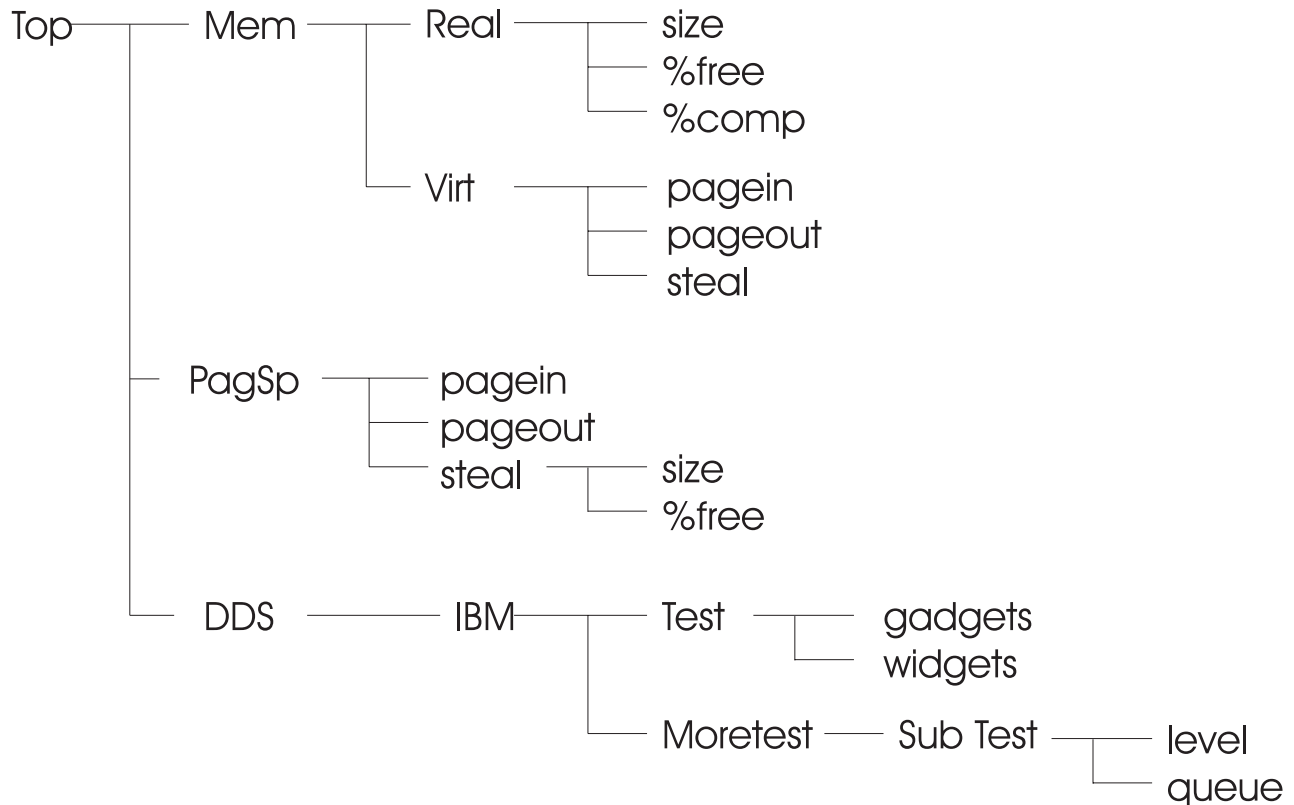 Top Mem Real size
%free
%comp
Virt pagein
pageout
steal
PagSp pagein
pageout
steal size
%free
DDS IBM Test gadgets
widgets
Moretest Sub Test level
queue